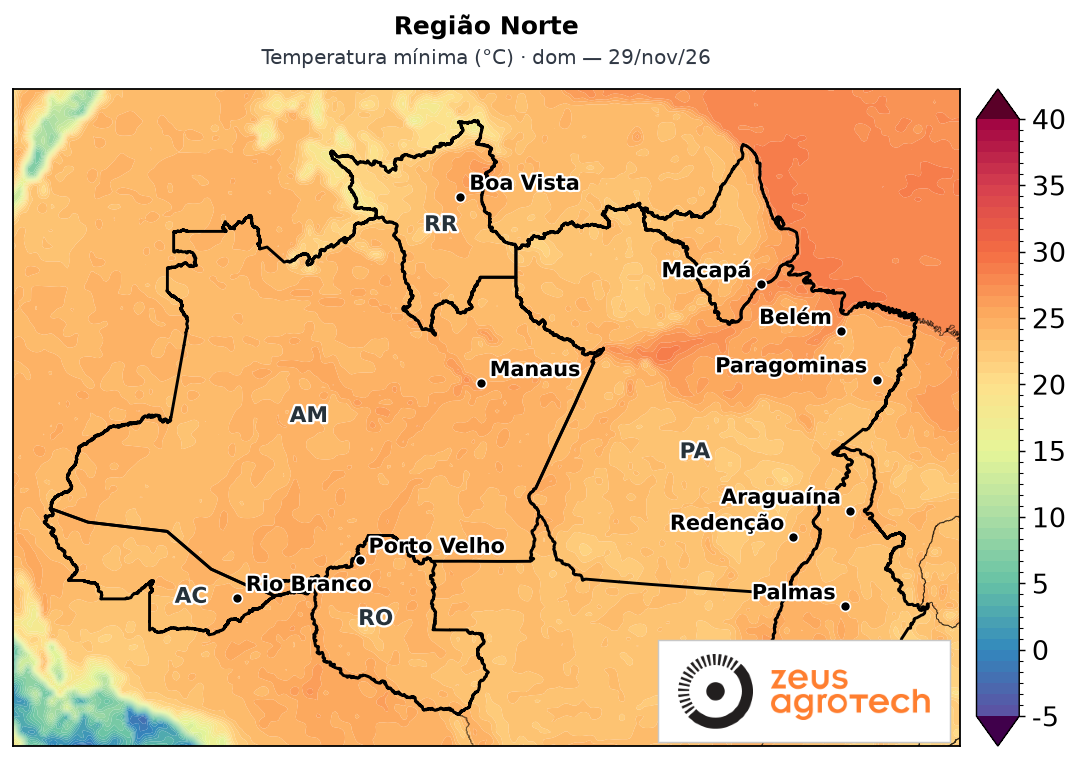 Região Norte
Temperatura mínima (°C) · dom — 29/nov/26
Boa Vista
RR
Macapá
Belém
Paragominas
Manaus
AM
PA
Araguaína
Redenção
Porto Velho
Rio Branco
AC
RO
Palmas
zeus
agrotech
40
35
30
25
20
15
10
5
0
-5